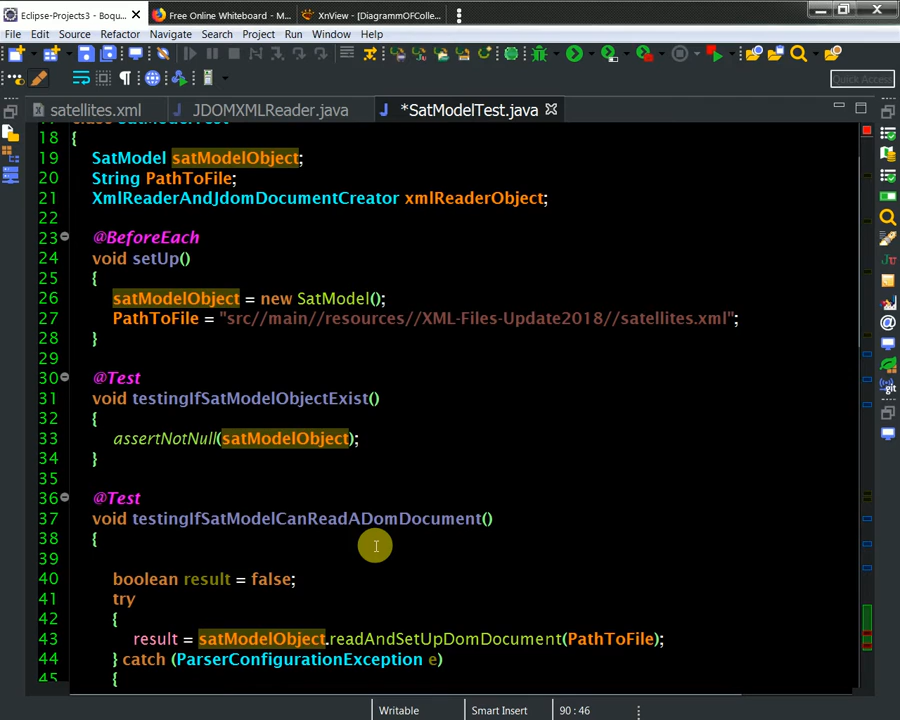 Eclipse-Projects3 - Boqu...
Free Online Whiteboard - M...
XnView - [DiagrammOFColle...
File Edit Source Refactor Navigate Search Project Run Window Help
Quick Access
satellites.xml JDOMXMLReader.java *SatModelTest.java
18 {
19 SatModel satModelObject;
20 String PathToFile;
21 XmlReaderAndJdomDocumentCreator xmlReaderObject;
22
23 @BeforeEach
24 void setUp()
25 {
26 satModelObject = new SatModel();
27 PathToFile = "src//main//resources//XML-Files-Update2018//satellites.xml";
28 }
29
30 @Test
31 void testingIfSatModelObjectExist()
32 {
33 assertNotNull(satModelObject);
34 }
35
36 @Test
37 void testingIfSatModelCanReadADomDocument()
38 {
39
40 boolean result = false;
41 try
42 {
43 result = satModelObject.readAndSetUpDomDocument(PathToFile);
44 } catch (ParserConfigurationException e)
45 {
Writable Smart Insert 90 : 46